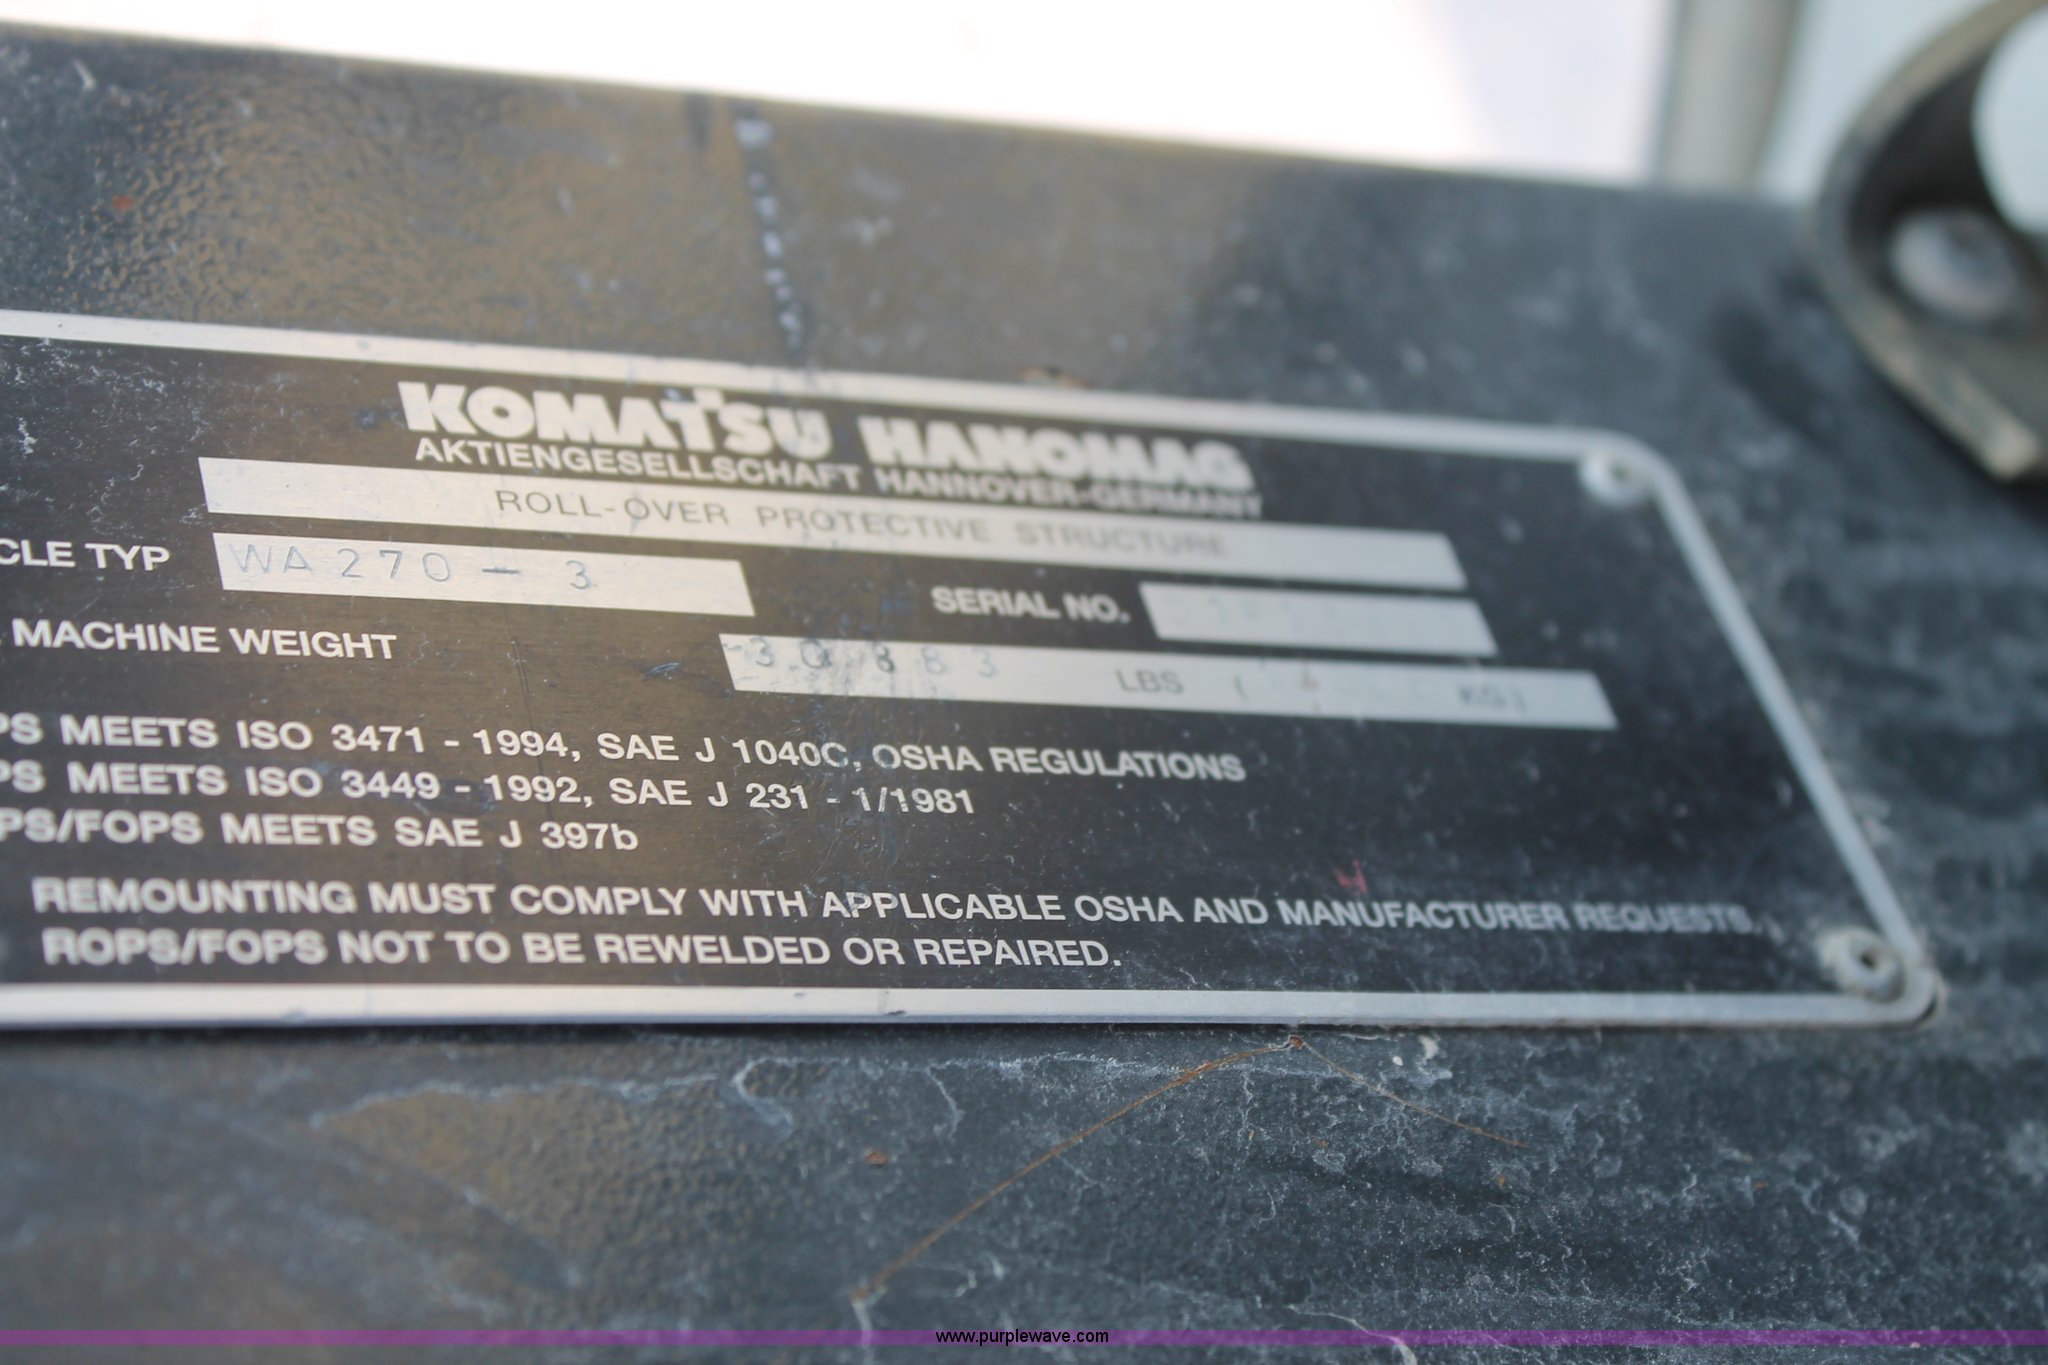 KOMATSU HANOMAG
AKTIENGESELLSCHAFT HANNOVER-GERMANY
ROLL-OVER PROTECTIVE STRUCTURE
CLE TYP WA 270 - 3 SERIAL NO.
MACHINE WEIGHT 30 883 LBS ( KG)
PS MEETS ISO 3471 - 1994, SAE J 1040C, OSHA REGULATIONS
PS MEETS ISO 3449 - 1992, SAE J 231 - 1/1981
PS/FOPS MEETS SAE J 397b
REMOUNTING MUST COMPLY WITH APPLICABLE OSHA AND MANUFACTURER REQUESTS.
ROPS/FOPS NOT TO BE REWELDED OR REPAIRED.
www.purplewave.com